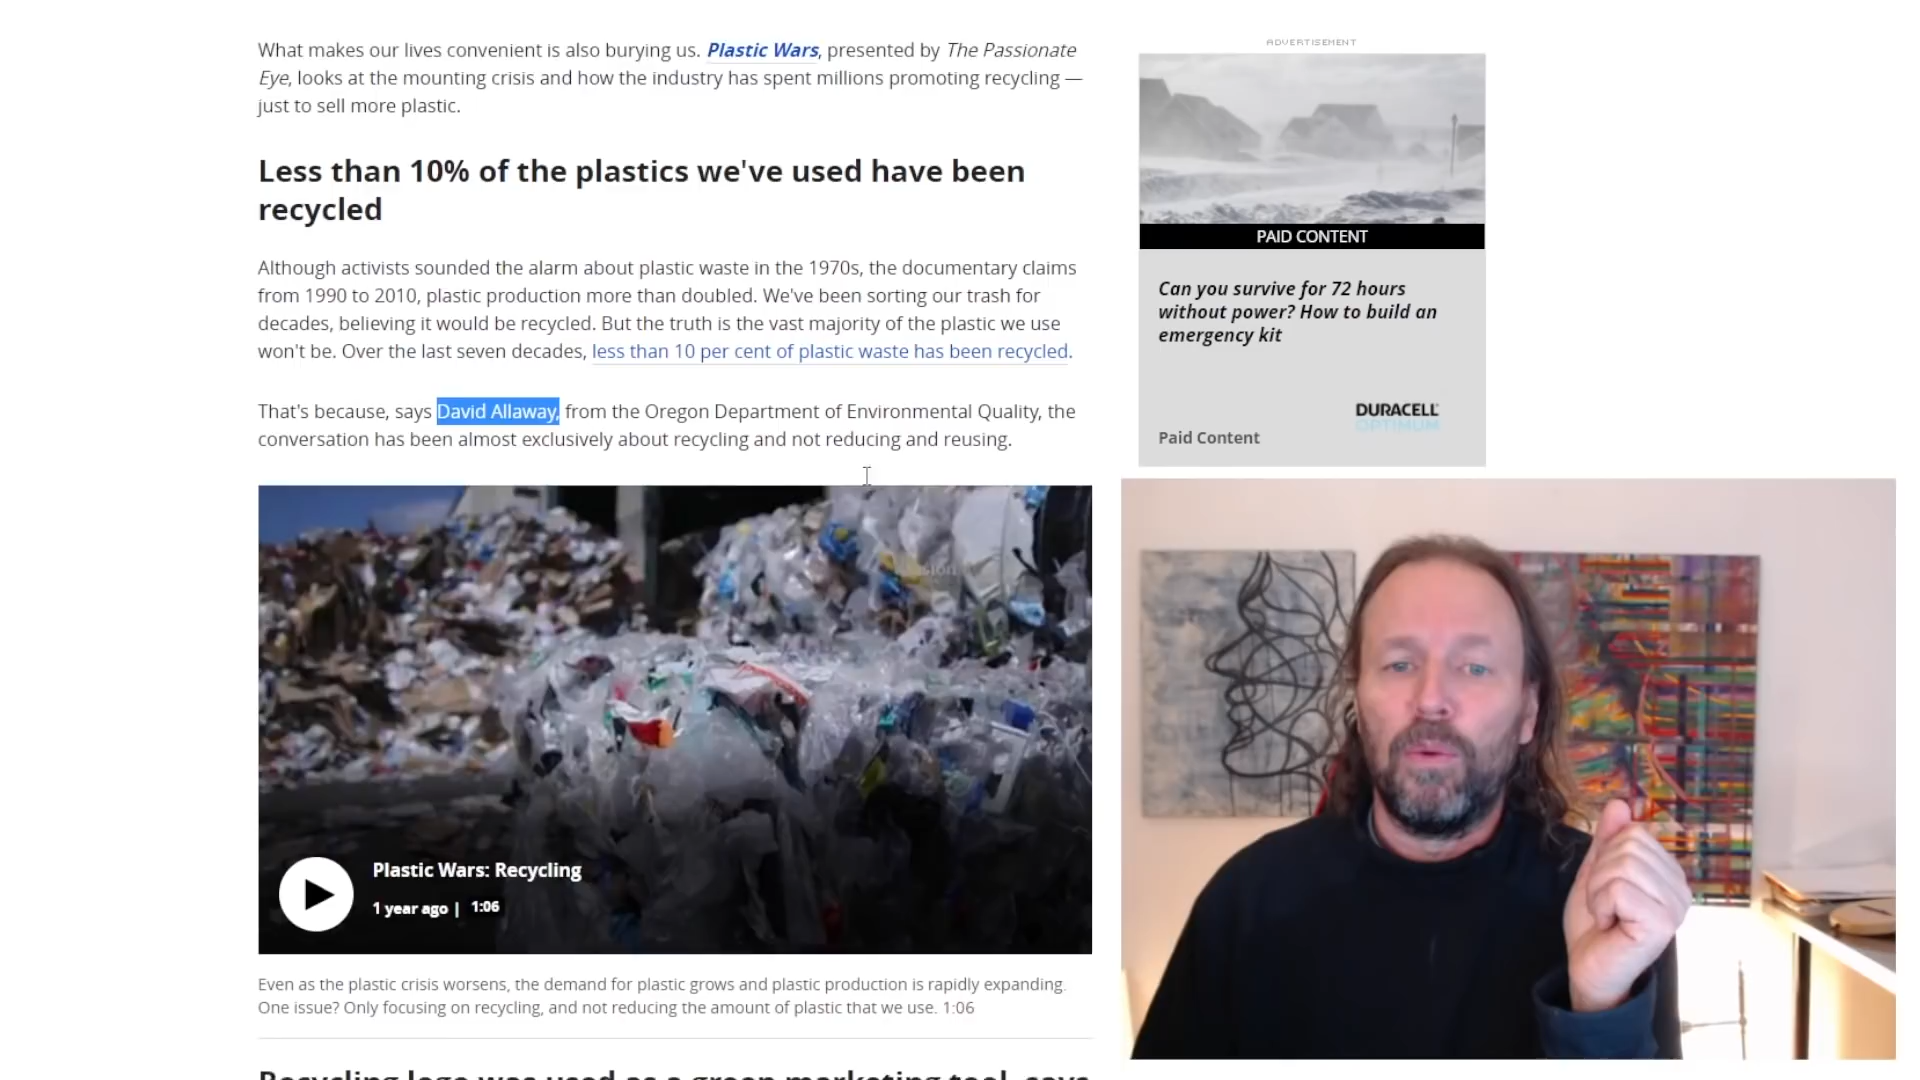 What makes our lives convenient is also burying us. Plastic Wars, presented by The Passionate
Eye, looks at the mounting crisis and how the industry has spent millions promoting recycling —
just to sell more plastic.
Less than 10% of the plastics we've used have been
recycled
Although activists sounded the alarm about plastic waste in the 1970s, the documentary claims
from 1990 to 2010, plastic production more than doubled. We've been sorting our trash for
decades, believing it would be recycled. But the truth is the vast majority of the plastic we use
won't be. Over the last seven decades, less than 10 per cent of plastic waste has been recycled.
That's because, says David Allaway, from the Oregon Department of Environmental Quality, the
conversation has been almost exclusively about recycling and not reducing and reusing.
Plastic Wars: Recycling
1 year ago | 1:06
Even as the plastic crisis worsens, the demand for plastic grows and plastic production is rapidly expanding.
One issue? Only focusing on recycling, and not reducing the amount of plastic that we use. 1:06
Recycling logo was used as a green marketing tool, says
ADVERTISEMENT
PAID CONTENT
Can you survive for 72 hours
without power? How to build an
emergency kit
DURACELL
OPTIMUM
Paid Content